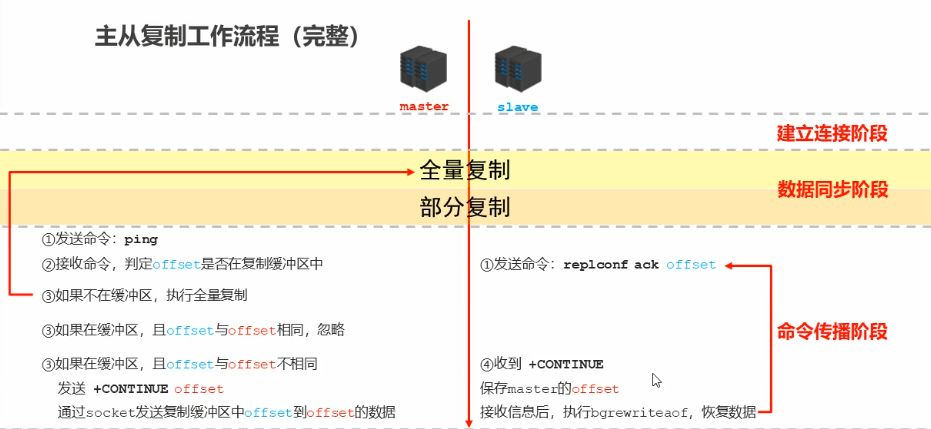 主从复制工作流程（完整）
master
slave
建立连接阶段
全量复制
数据同步阶段
部分复制
①发送命令：ping
②接收命令，判定offset是否在复制缓冲区中
①发送命令：replconf ack offset
③如果不在缓冲区，执行全量复制
③如果在缓冲区，且offset与offset相同，忽略
命令传播阶段
③如果在缓冲区，且offset与offset不相同
发送 +CONTINUE offset
通过socket发送复制缓冲区中offset到offset的数据
④收到 +CONTINUE
保存master的offset
接收信息后，执行bgrewriteaof，恢复数据